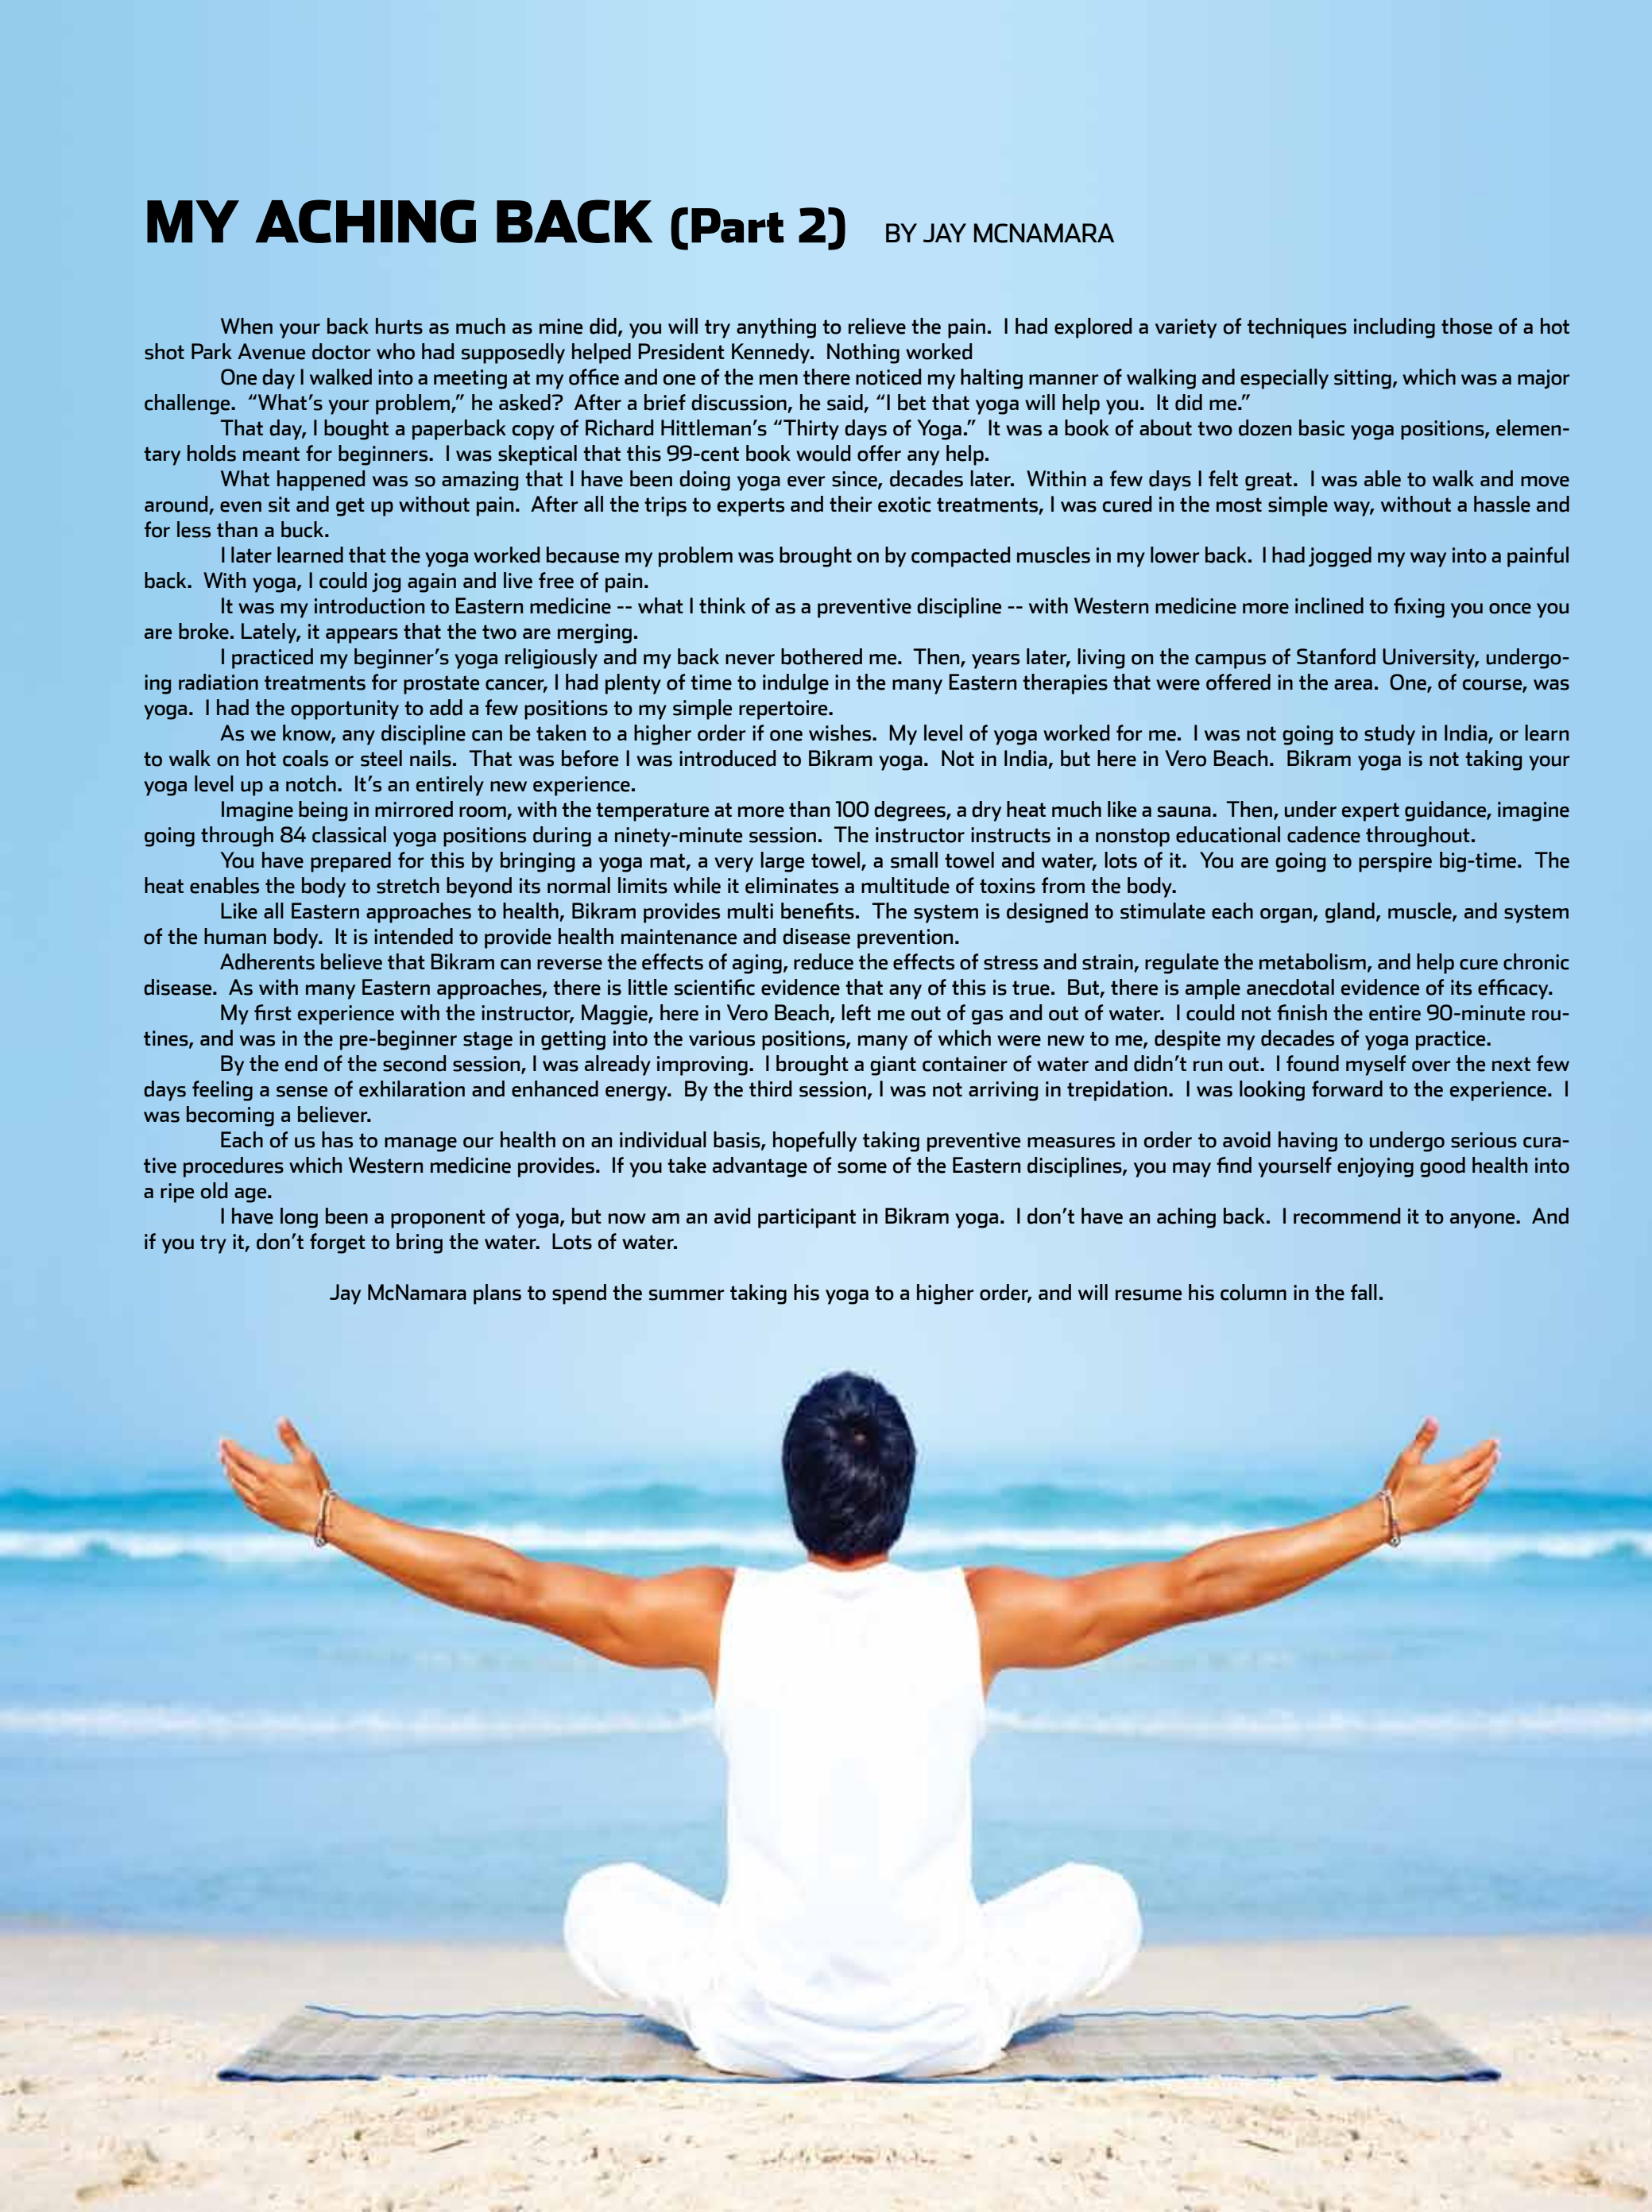 MY ACHING BACK (Part 2) BY JAY MCNAMARA
When your back hurts as much as mine did, you will try anything to relieve the pain. I had explored a variety of techniques including those of a hot
shot Park Avenue doctor who had supposedly helped President Kennedy. Nothing worked
One day I walked into a meeting at my office and one of the men there noticed my halting manner of walking and especially sitting, which was a major
challenge. “What’s your problem,” he asked? After a brief discussion, he said, “I bet that yoga will help you. It did me.”
That day, I bought a paperback copy of Richard Hittleman’s “Thirty days of Yoga.” It was a book of about two dozen basic yoga positions, elemen-
tary holds meant for beginners. I was skeptical that this 99-cent book would offer any help.
What happened was so amazing that I have been doing yoga ever since, decades later. Within a few days I felt great. I was able to walk and move
around, even sit and get up without pain. After all the trips to experts and their exotic treatments, I was cured in the most simple way, without a hassle and
for less than a buck.
I later learned that the yoga worked because my problem was brought on by compacted muscles in my lower back. I had jogged my way into a painful
back. With yoga, I could jog again and live free of pain.
It was my introduction to Eastern medicine -- what I think of as a preventive discipline -- with Western medicine more inclined to fixing you once you
are broke. Lately, it appears that the two are merging.
I practiced my beginner’s yoga religiously and my back never bothered me. Then, years later, living on the campus of Stanford University, undergo-
ing radiation treatments for prostate cancer, I had plenty of time to indulge in the many Eastern therapies that were offered in the area. One, of course, was
yoga. I had the opportunity to add a few positions to my simple repertoire.
As we know, any discipline can be taken to a higher order if one wishes. My level of yoga worked for me. I was not going to study in India, or learn
to walk on hot coals or steel nails. That was before I was introduced to Bikram yoga. Not in India, but here in Vero Beach. Bikram yoga is not taking your
yoga level up a notch. It’s an entirely new experience.
Imagine being in mirrored room, with the temperature at more than 100 degrees, a dry heat much like a sauna. Then, under expert guidance, imagine
going through 84 classical yoga positions during a ninety-minute session. The instructor instructs in a nonstop educational cadence throughout.
You have prepared for this by bringing a yoga mat, a very large towel, a small towel and water, lots of it. You are going to perspire big-time. The
heat enables the body to stretch beyond its normal limits while it eliminates a multitude of toxins from the body.
Like all Eastern approaches to health, Bikram provides multi benefits. The system is designed to stimulate each organ, gland, muscle, and system
of the human body. It is intended to provide health maintenance and disease prevention.
Adherents believe that Bikram can reverse the effects of aging, reduce the effects of stress and strain, regulate the metabolism, and help cure chronic
disease. As with many Eastern approaches, there is little scientific evidence that any of this is true. But, there is ample anecdotal evidence of its efficacy.
My first experience with the instructor, Maggie, here in Vero Beach, left me out of gas and out of water. I could not finish the entire 90-minute rou-
tines, and was in the pre-beginner stage in getting into the various positions, many of which were new to me, despite my decades of yoga practice.
By the end of the second session, I was already improving. I brought a giant container of water and didn’t run out. I found myself over the next few
days feeling a sense of exhilaration and enhanced energy. By the third session, I was not arriving in trepidation. I was looking forward to the experience. I
was becoming a believer.
Each of us has to manage our health on an individual basis, hopefully taking preventive measures in order to avoid having to undergo serious cura-
tive procedures which Western medicine provides. If you take advantage of some of the Eastern disciplines, you may find yourself enjoying good health into
a ripe old age.
I have long been a proponent of yoga, but now am an avid participant in Bikram yoga. I don’t have an aching back. I recommend it to anyone. And
if you try it, don’t forget to bring the water. Lots of water.
Jay McNamara plans to spend the summer taking his yoga to a higher order, and will resume his column in the fall.